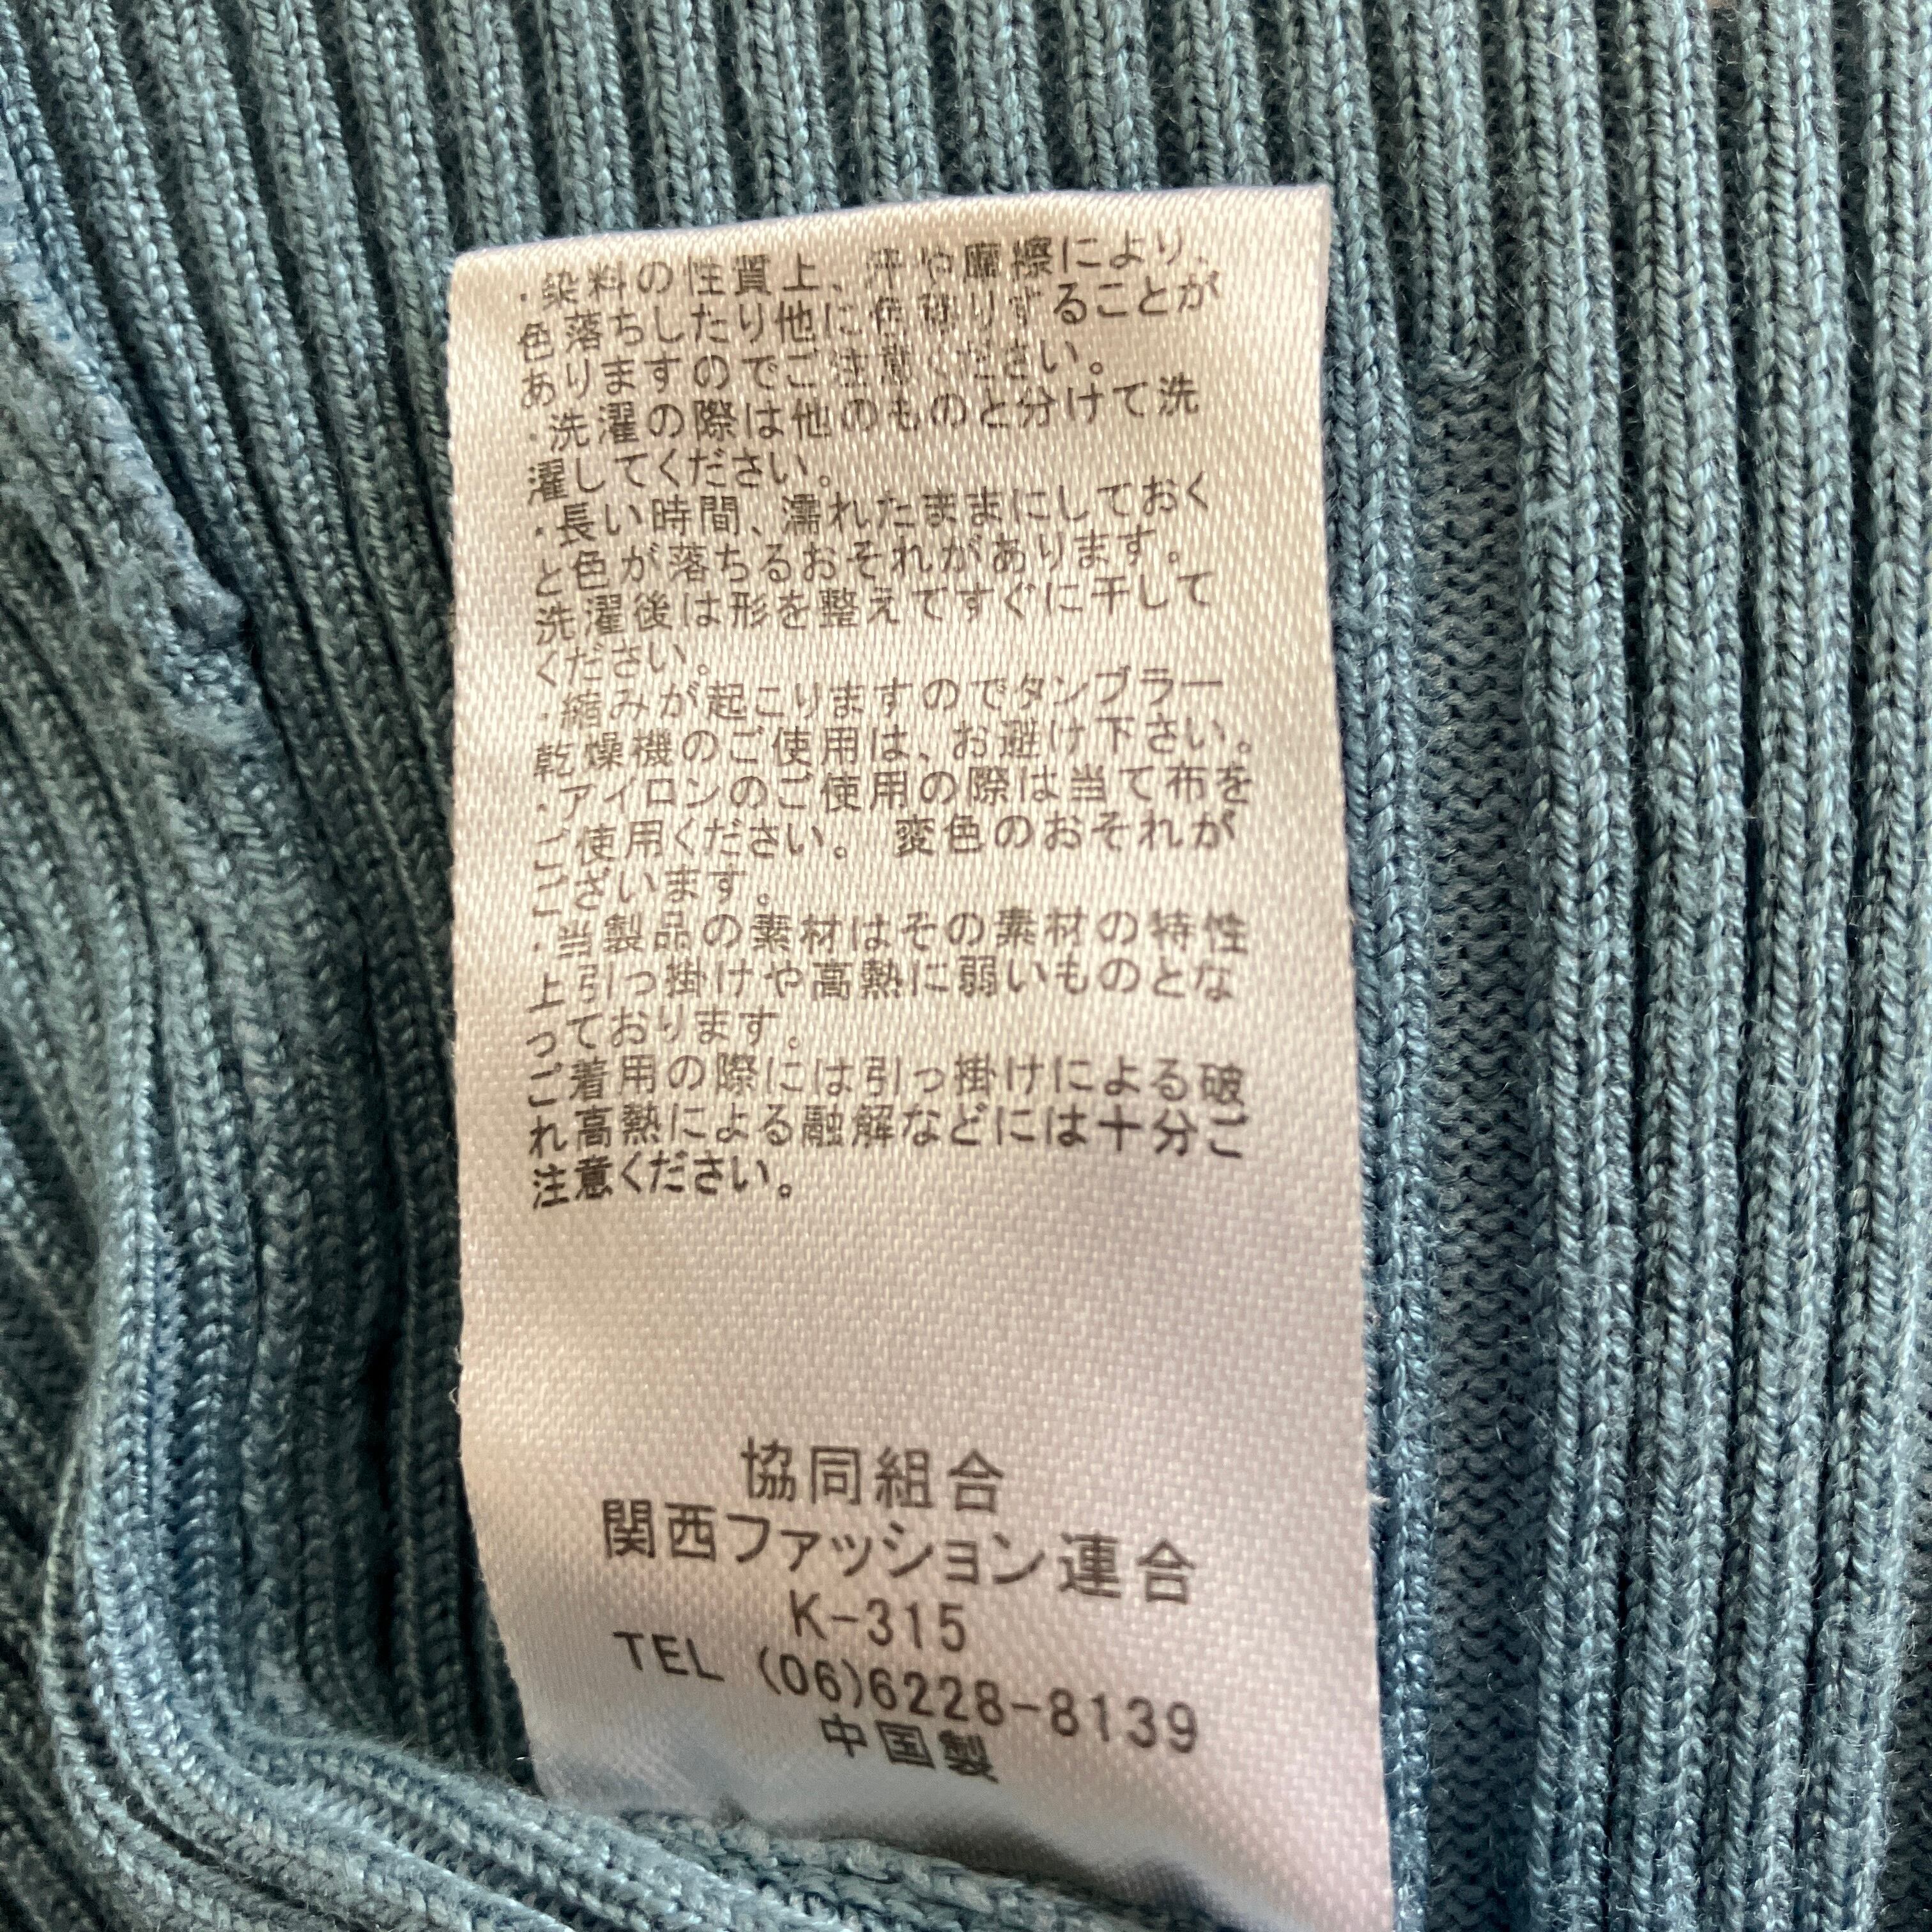 ・染料の性質上、汗や摩擦により、
色落ちしたり他に色移りすることが
ありますのでご注意ください。
・洗濯の際は他のものと分けて洗
濯してください。
・長い時間、濡れたままにしておく
と色が落ちるおそれがあります。
洗濯後は形を整えてすぐに干して
ください。
・縮みが起こりますのでタンブラー
乾燥機のご使用は、お避け下さい。
・アイロンのご使用の際は当て布を
ご使用ください。 変色のおそれが
ございます。
・当製品の素材はその素材の特性
上引っ掛けや高熱に弱いものとな
っております。
ご着用の際には引っ掛けによる破
れ高熱による融解などには十分ご
注意ください。
協同組合
関西ファッション連合
K-315
TEL (06)6228-8139
中国製